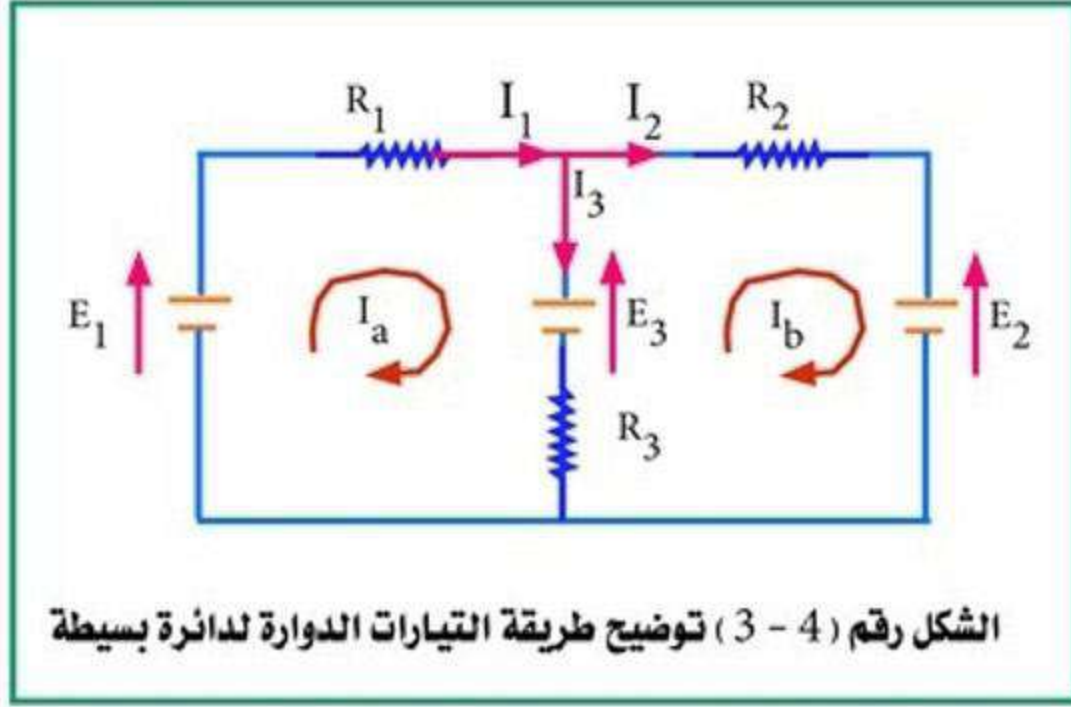 R1
I1
I2
R2
I3
E1
Ia
E3
Ib
E2
R3
الشكل رقم (4 - 3) توضيح طريقة التيارات الدوارة لدائرة بسيطة